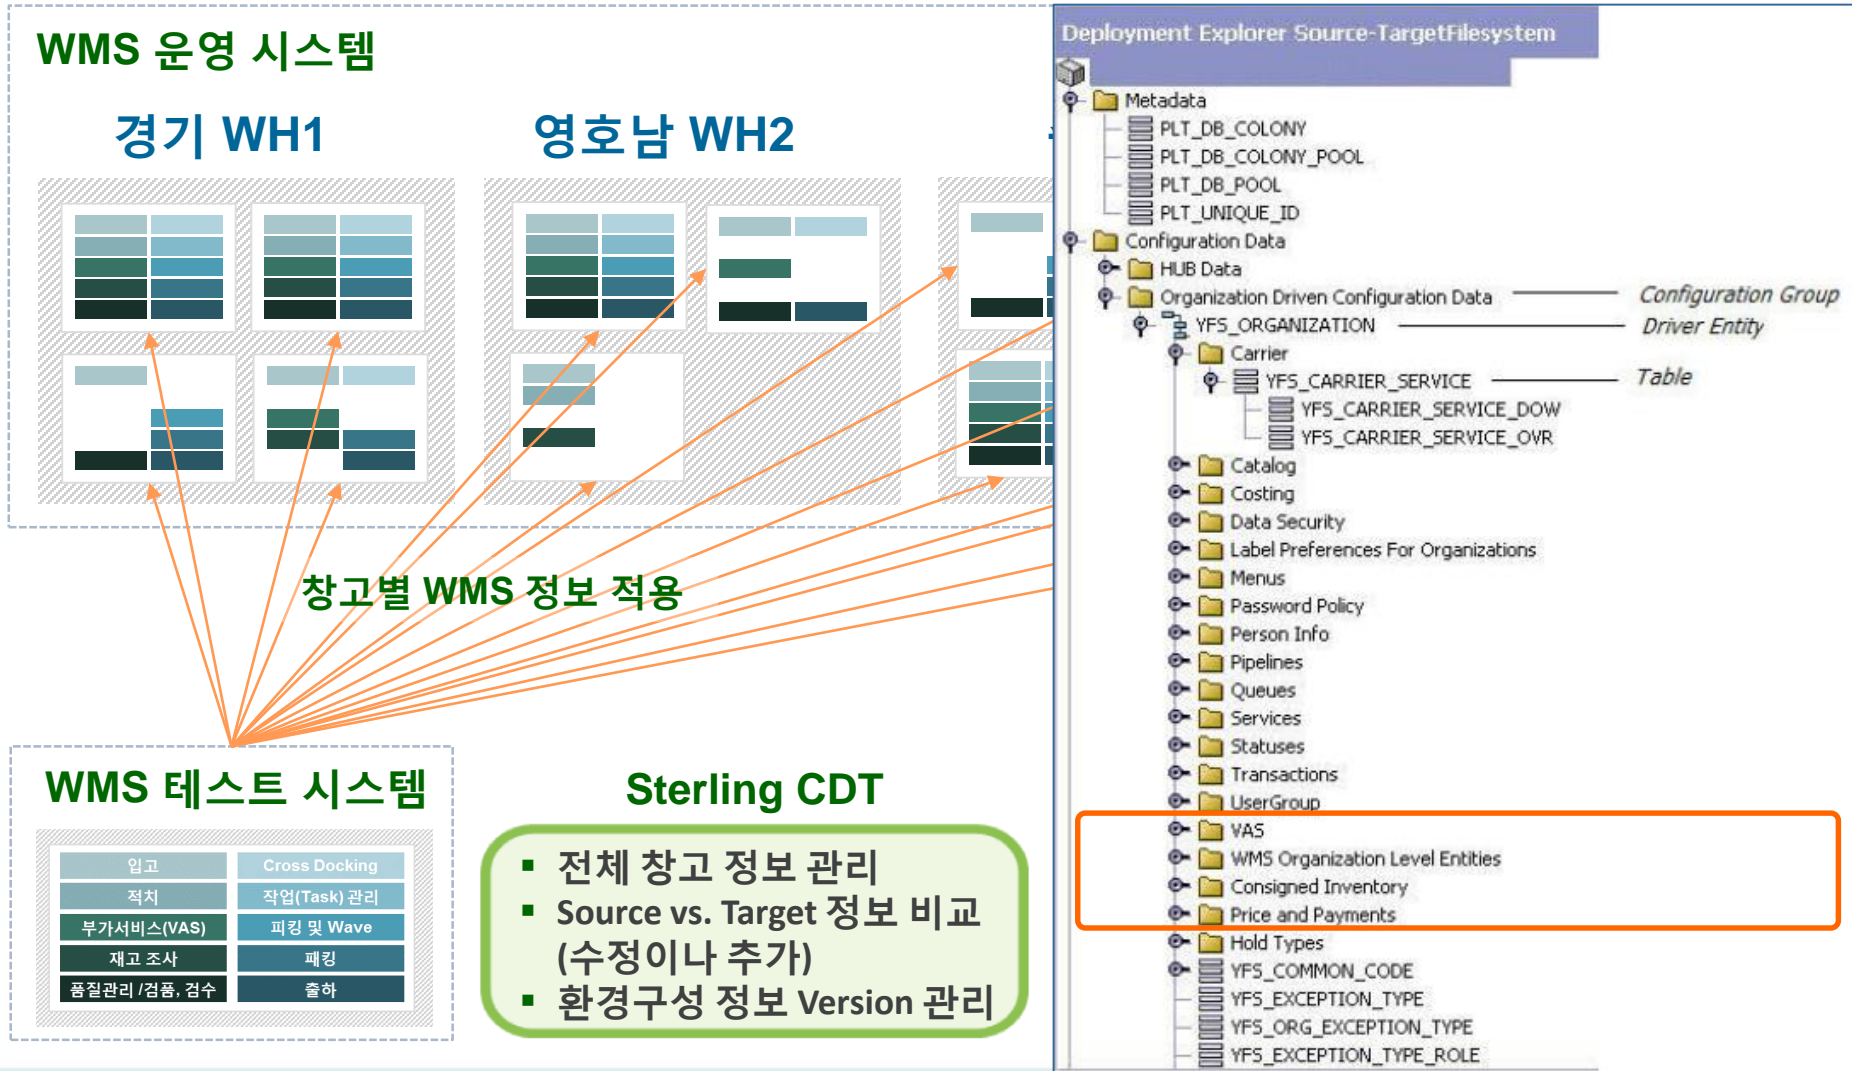 WMS 운영 시스템
경기 WH1
영호남 WH2
창고별 WMS 정보 적용
WMS 테스트 시스템
입고
Cross Docking
적치
작업(Task) 관리
부가서비스(VAS)
피킹 및 Wave
재고 조사
패킹
품질관리 /검품, 검수
출하
Sterling CDT
▪ 전체 창고 정보 관리
▪ Source vs. Target 정보 비교
(수정이나 추가)
▪ 환경구성 정보 Version 관리
Deployment Explorer Source-TargetFilesystem
Metadata
PLT_DB_COLONY
PLT_DB_COLONY_POOL
PLT_DB_POOL
PLT_UNIQUE_ID
Configuration Data
HUB Data
Organization Driven Configuration Data
Configuration Group
YFS_ORGANIZATION
Driver Entity
Carrier
YFS_CARRIER_SERVICE
Table
YFS_CARRIER_SERVICE_DOW
YFS_CARRIER_SERVICE_OVR
Catalog
Costing
Data Security
Label Preferences For Organizations
Menus
Password Policy
Person Info
Pipelines
Queues
Services
Statuses
Transactions
UserGroup
VAS
WMS Organization Level Entities
Consigned Inventory
Price and Payments
Hold Types
YFS_COMMON_CODE
YFS_EXCEPTION_TYPE
YFS_ORG_EXCEPTION_TYPE
YFS_EXCEPTION_TYPE_ROLE